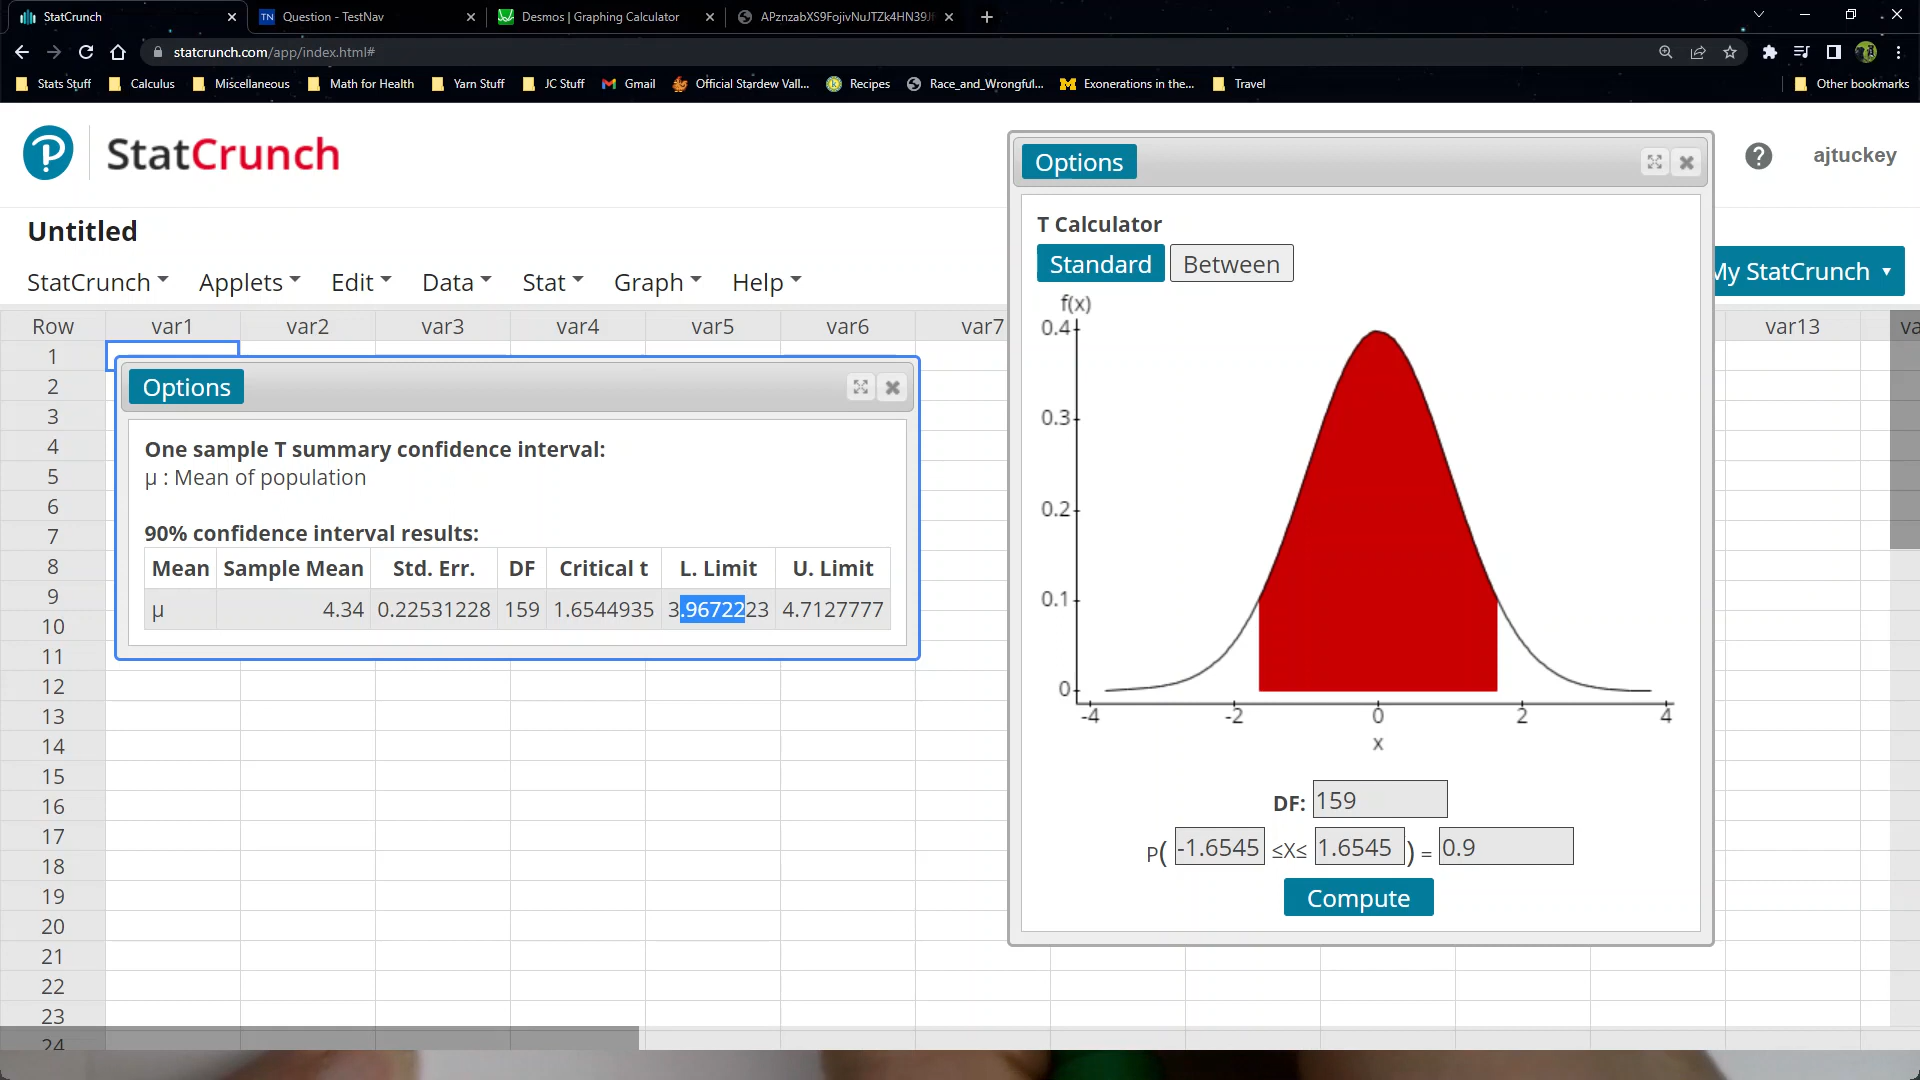 StatCrunch
TN Question - TestNav
Desmos | Graphing Calculator
APznzabXS9FojivNuJTZk4HN39J
statcrunch.com/app/index.html#
Stats Stuff Calculus Miscellaneous Math for Health Yarn Stuff JC Stuff Gmail Official Stardew Vall... Recipes Race_and_Wrongful... Exonerations in the... Travel Other bookmarks
P StatCrunch
? ajtuckey
Untitled
StatCrunch Applets Edit Data Stat Graph Help
My StatCrunch
Row var1 var2 var3 var4 var5 var6 var7 var13 va
1
2
3
4
5
6
7
8
9
10
11
12
13
14
15
16
17
18
19
20
21
22
23
24
Options
One sample T summary confidence interval:
μ : Mean of population
90% confidence interval results:
Mean Sample Mean Std. Err. DF Critical t L. Limit U. Limit
μ 4.34 0.22531228 159 1.6544935 3.9672223 4.7127777
Options
T Calculator
Standard Between
f(x)
0.4
0.3
0.2
0.1
0
-4 -2 0 2 4
x
DF: 159
P( -1.6545 ≤X≤ 1.6545 ) = 0.9
Compute